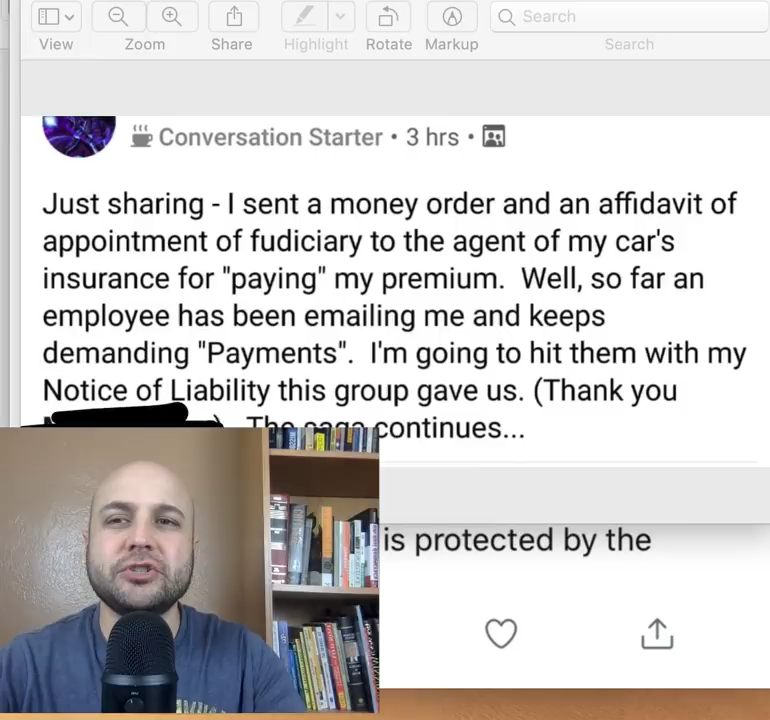 View
Zoom
Share
Highlight
Rotate
Markup
Search
Search
Conversation Starter • 3 hrs •
Just sharing - I sent a money order and an affidavit of
appointment of fudiciary to the agent of my car's
insurance for "paying" my premium. Well, so far an
employee has been emailing me and keeps
demanding "Payments". I'm going to hit them with my
Notice of Liability this group gave us. (Thank you
). The saga continues...
is protected by the